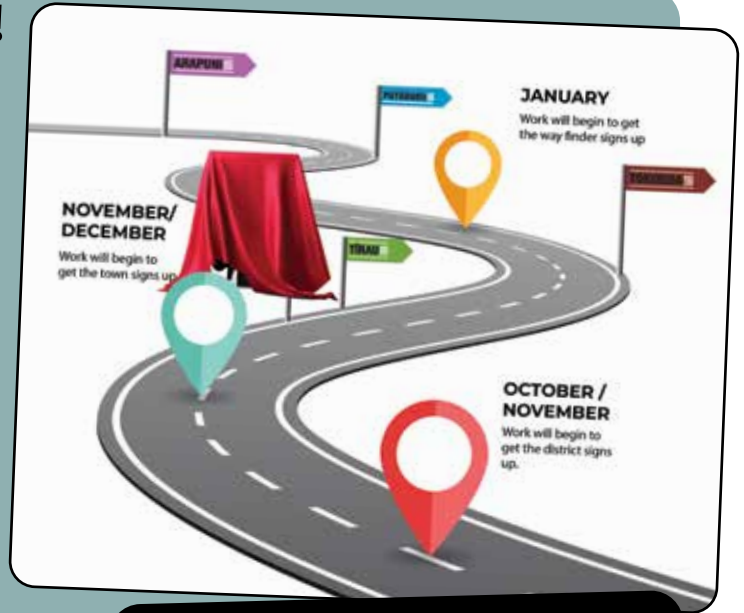 !
ARAPUNI
PUTARURU
JANUARY
Work will begin to get
the way finder signs up
TOKOROA
NOVEMBER/
DECEMBER
Work will begin to
get the town signs up
TĪRAU
OCTOBER /
NOVEMBER
Work will begin to
get the district signs
up.